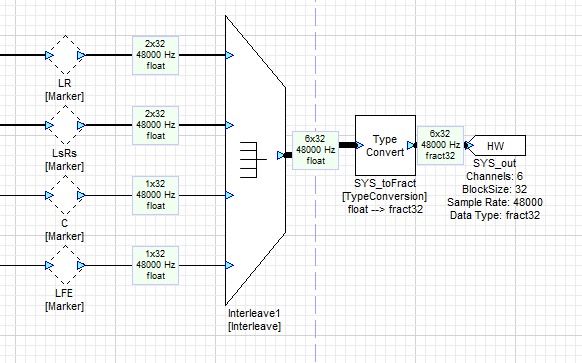 2x32
48000 Hz
float
LR
[Marker]
2x32
48000 Hz
float
LsRs
[Marker]
1x32
48000 Hz
float
C
[Marker]
1x32
48000 Hz
float
LFE
[Marker]
Interleave1
[Interleave]
6x32
48000 Hz
float
Type
Convert
SYS_toFract
[TypeConversion]
float --> fract32
6x32
48000 Hz
fract32
HW
SYS_out
Channels: 6
BlockSize: 32
Sample Rate: 48000
Data Type: fract32